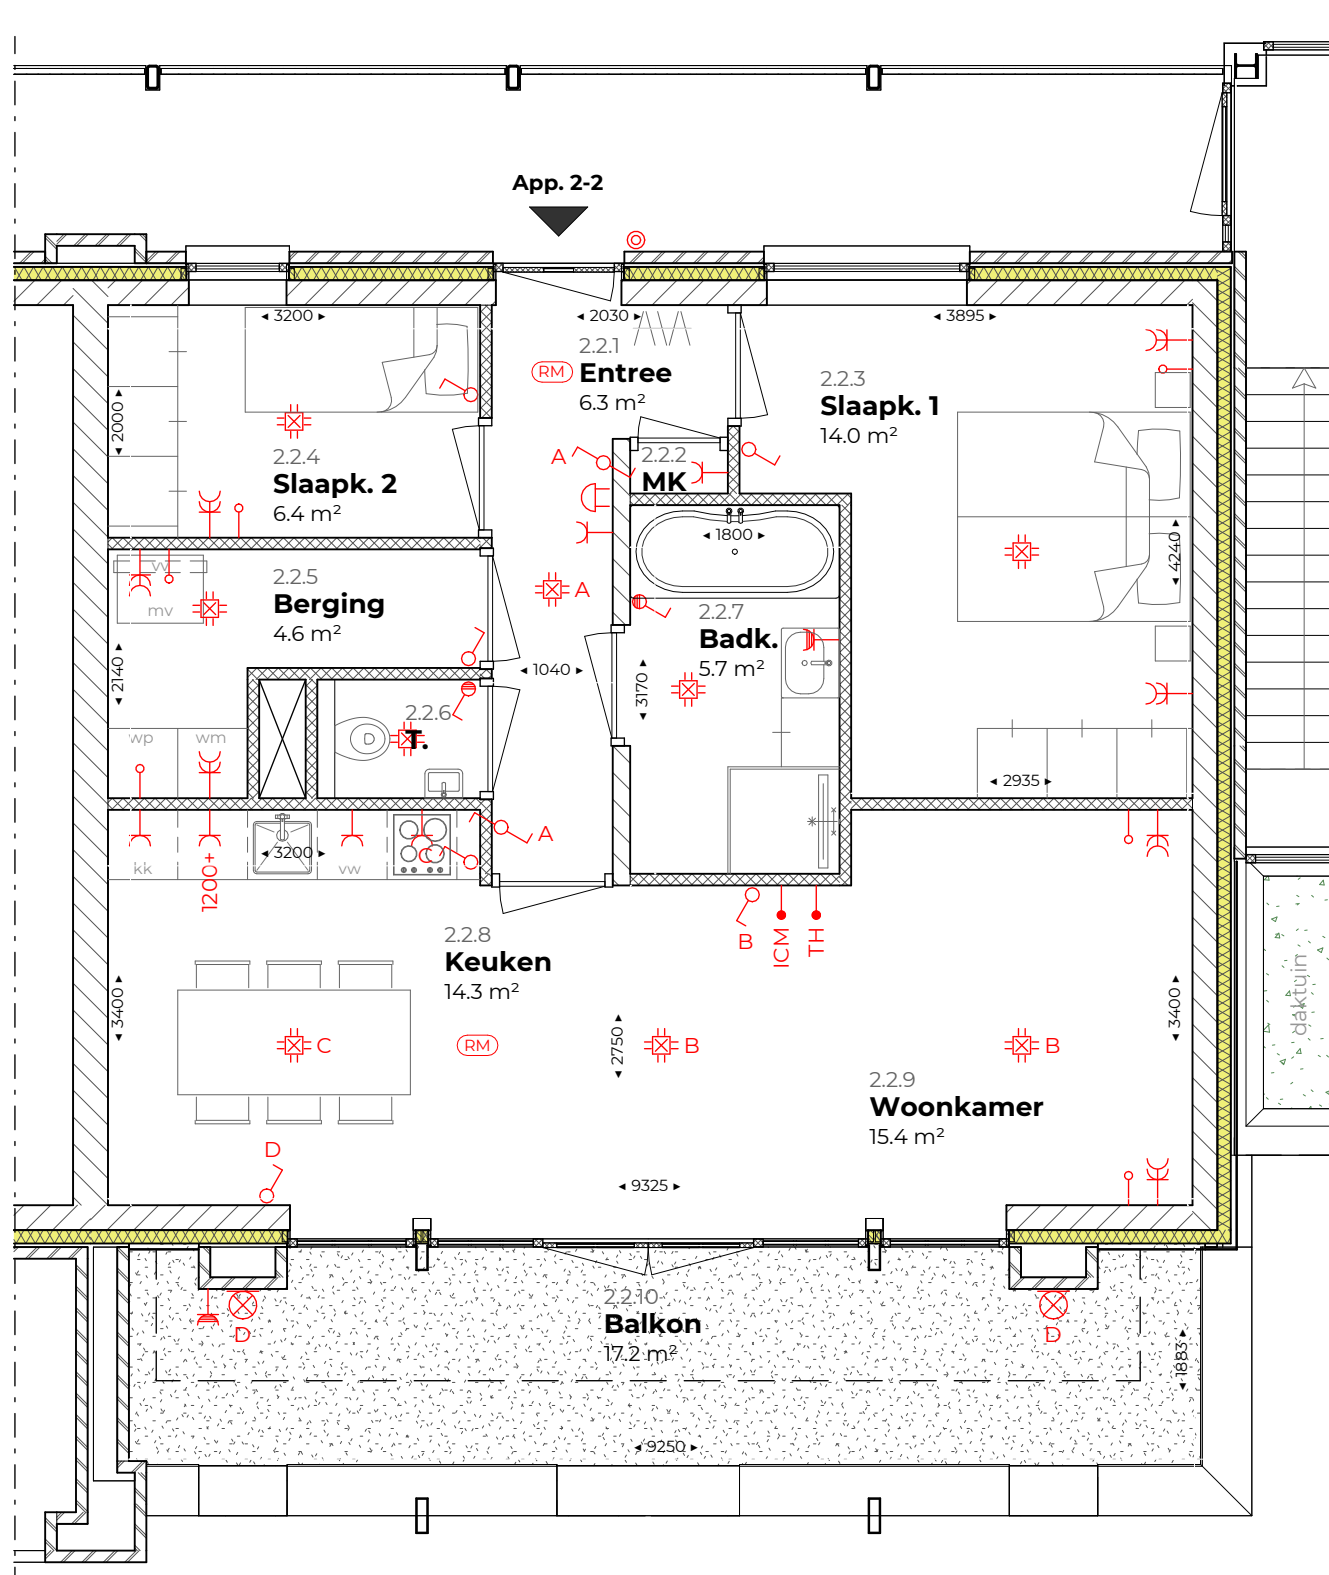 App. 2-2
◄ 3200 ►
◄ 2030 ►
◄ 3895 ►
2.2.1
RM
Entree
6.3 m²
2.2.3
Slaapk. 1
14.0 m²
◄ 2000 ►
2.2.4
Slaapk. 2
6.4 m²
A
2.2.2
MK
◄ 1800 ►
◄ 4240 ►
vv
mv
2.2.5
Berging
4.6 m²
A
2.2.7
Badk.
5.7 m²
◄ 2140 ►
◄ 1040 ►
◄ 3170 ►
2.2.6
T.
D
wp
wm
◄ 2935 ►
A
◄ 3200 ►
kk
1200+
vw
C
B
ICM
TH
2.2.8
Keuken
14.3 m²
daktuin
◄ 3400 ►
C
RM
◄ 2750 ►
B
B
◄ 3400 ►
2.2.9
Woonkamer
15.4 m²
D
◄ 9325 ►
2.2.10
Balkon
17.2 m²
D
D
◄ 1883 ►
◄ 9250 ►